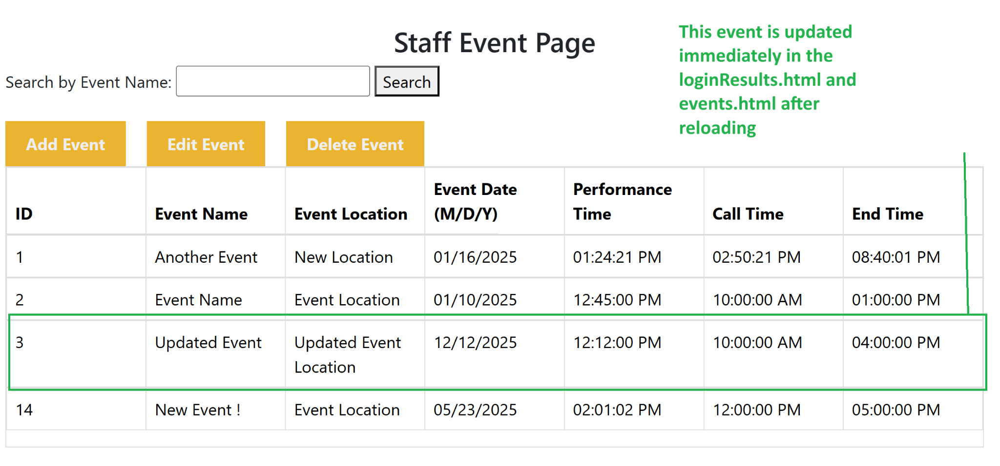 Staff Event Page
This event is updated
immediately in the
loginResults.html and
events.html after
reloading
Search by Event Name: Search
Add Event Edit Event Delete Event
ID Event Name Event Location Event Date (M/D/Y) Performance Time Call Time End Time
1 Another Event New Location 01/16/2025 01:24:21 PM 02:50:21 PM 08:40:01 PM
2 Event Name Event Location 01/10/2025 12:45:00 PM 10:00:00 AM 01:00:00 PM
3 Updated Event Updated Event Location 12/12/2025 12:12:00 PM 10:00:00 AM 04:00:00 PM
14 New Event ! Event Location 05/23/2025 02:01:02 PM 12:00:00 PM 05:00:00 PM